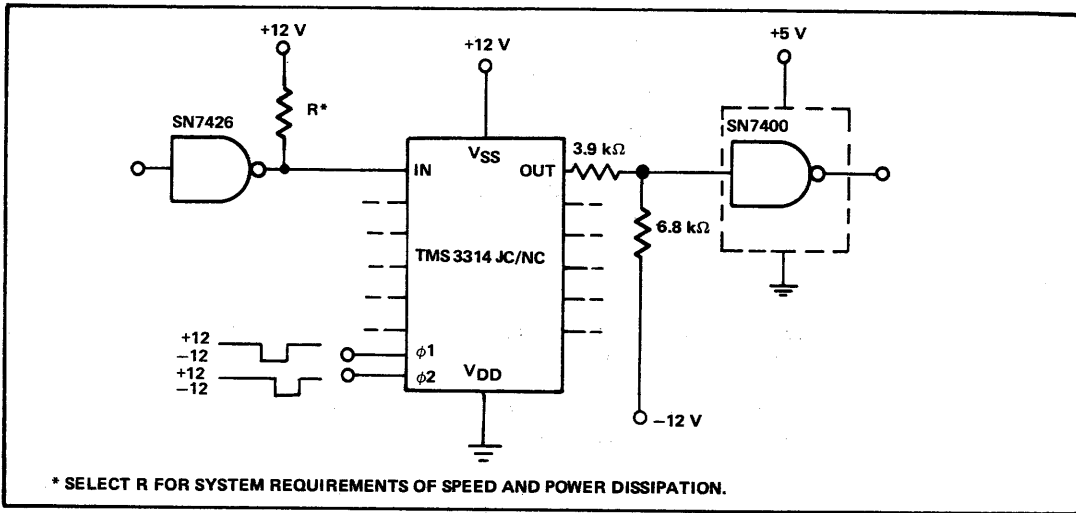 +12 V
+12 V
+5 V
R*
SN7426
SN7400
VSS
3.9 kΩ
IN
OUT
6.8 kΩ
TMS 3314 JC/NC
+12
−12
ϕ1
+12
−12
ϕ2
VDD
−12 V
* SELECT R FOR SYSTEM REQUIREMENTS OF SPEED AND POWER DISSIPATION.